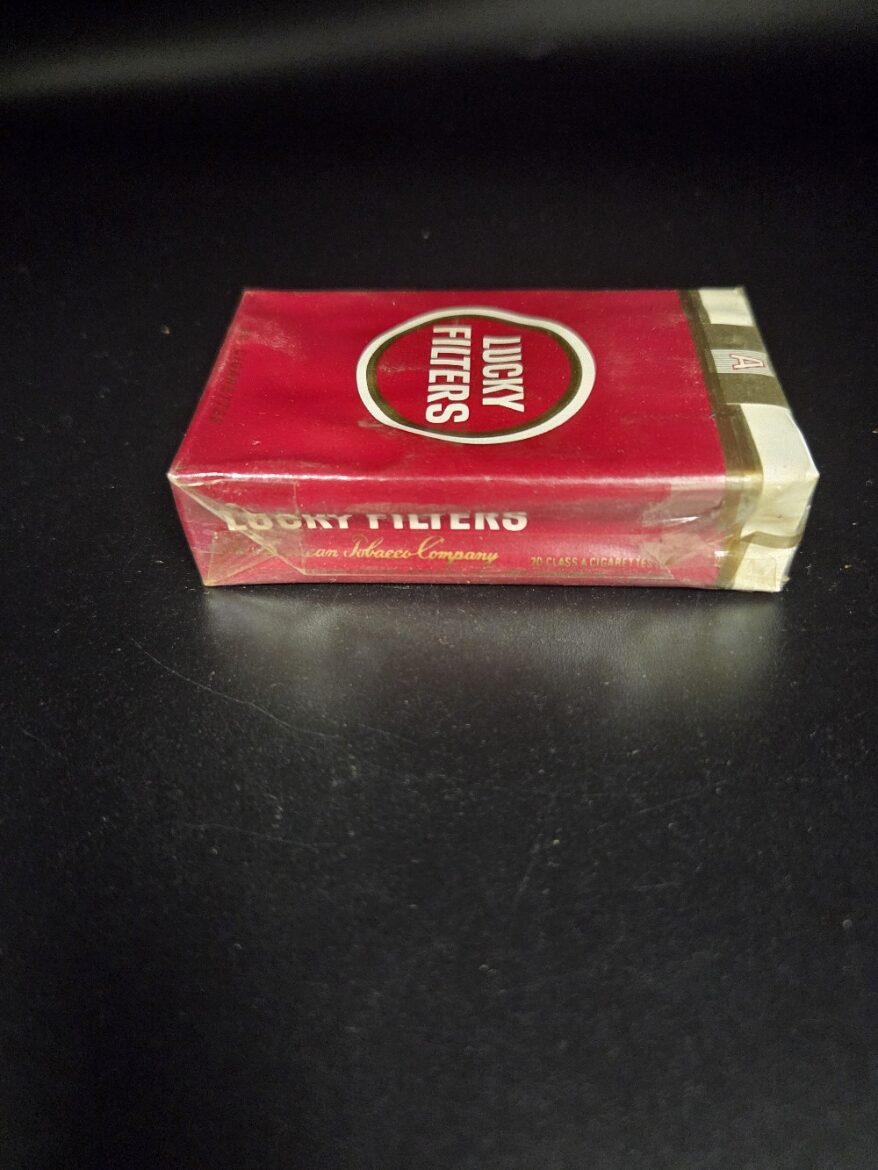 LUCKY
FILTERS
A
LUCKY FILTERS
Tobacco Company
20 CLASS A CIGARETTES